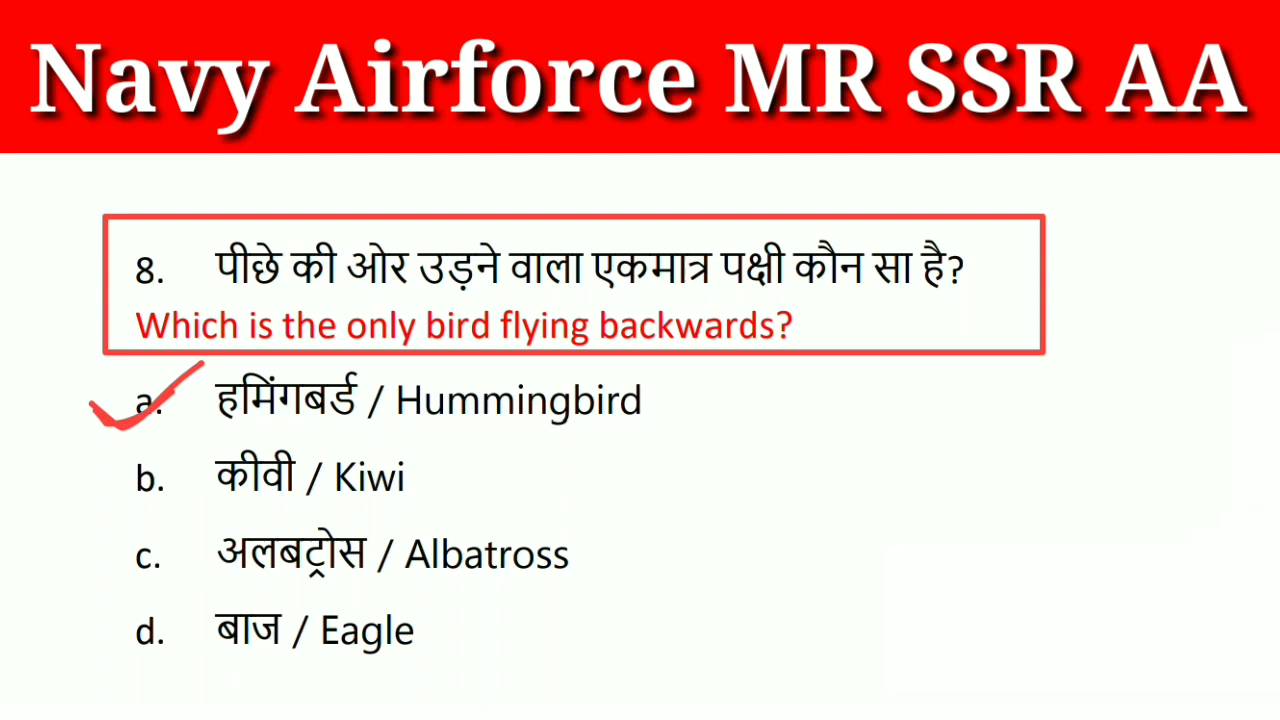 Navy Airforce MR SSR AA
8. पीछे की ओर उड़ने वाला एकमात्र पक्षी कौन सा है?
Which is the only bird flying backwards?
a. हमिंगबर्ड / Hummingbird
b. कीवी / Kiwi
c. अलबट्रोस / Albatross
d. बाज / Eagle